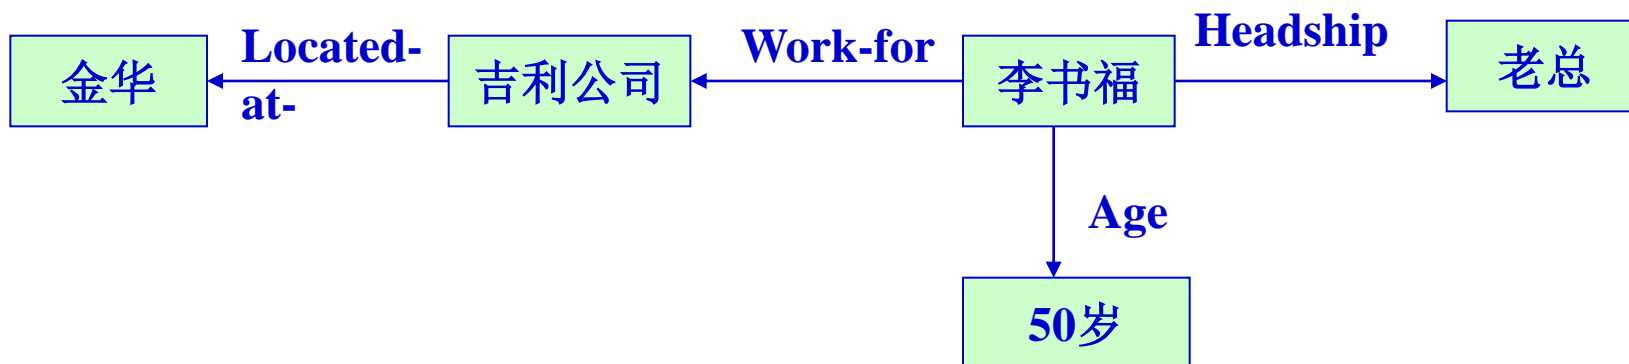 金华
Located-
at-
吉利公司
Work-for
李书福
Headship
老总
Age
50岁